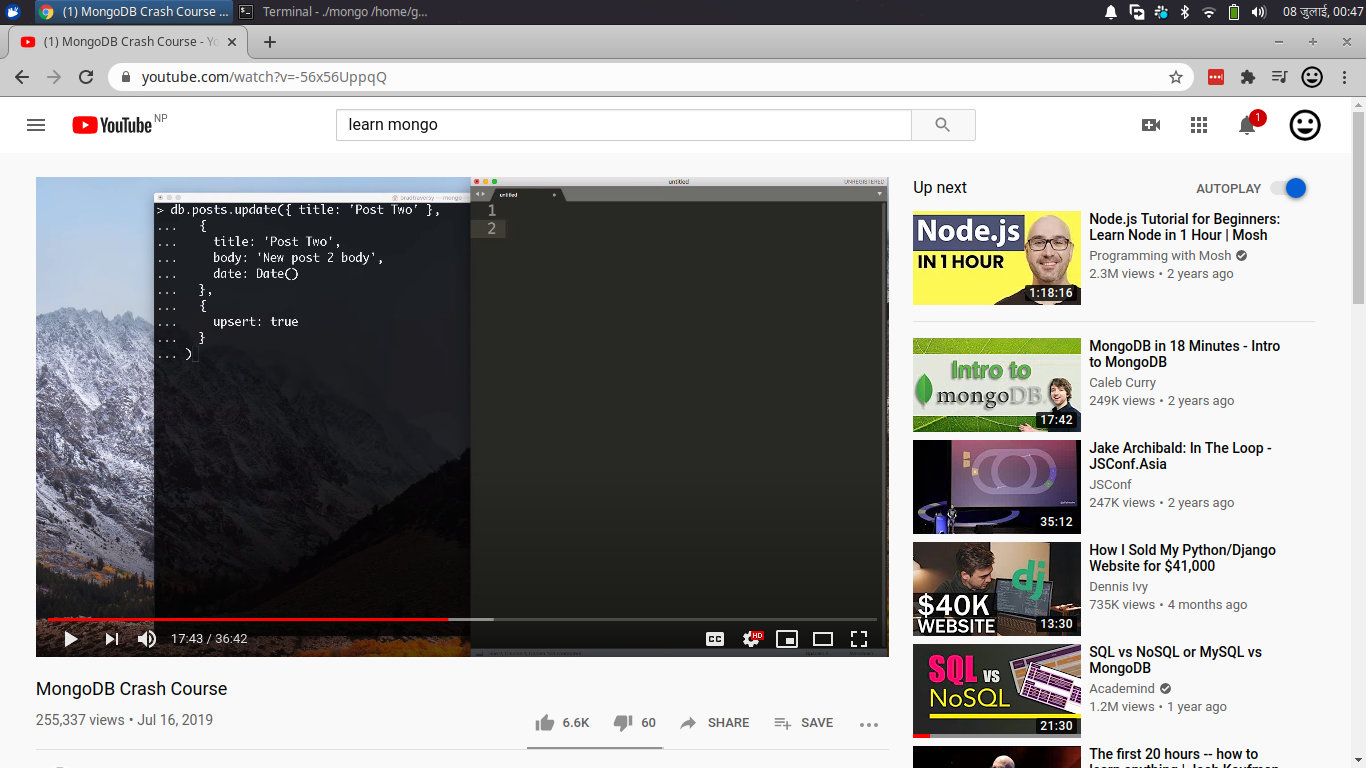 (1) MongoDB Crash Course ...
Terminal - ./mongo /home/g...
08 जुलाई, 00:47
(1) MongoDB Crash Course - Yo
youtube.com/watch?v=-56x56UppqQ
YouTube NP
learn mongo
1
untitled
UNREGISTERED
untitled
> db.posts.update({ title: 'Post Two' },
... {
... title: 'Post Two',
... body: 'New post 2 body',
... date: Date()
... },
... {
... upsert: true
... }
... )
1
2
17:43 / 36:42
CC
HD
MongoDB Crash Course
255,337 views • Jul 16, 2019
6.6K
60
SHARE
SAVE
Up next
AUTOPLAY
Node.js
IN 1 HOUR
1:18:16
Node.js Tutorial for Beginners:
Learn Node in 1 Hour | Mosh
Programming with Mosh
2.3M views • 2 years ago
Intro to
mongoDB
17:42
MongoDB in 18 Minutes - Intro
to MongoDB
Caleb Curry
249K views • 2 years ago
35:12
Jake Archibald: In The Loop -
JSConf.Asia
JSConf
247K views • 2 years ago
dj
$40K
WEBSITE
13:30
How I Sold My Python/Django
Website for $41,000
Dennis Ivy
735K views • 4 months ago
SQL vs
NoSQL
21:30
SQL vs NoSQL or MySQL vs
MongoDB
Academind
1.2M views • 1 year ago
The first 20 hours -- how to
learn anything | Josh Kaufman